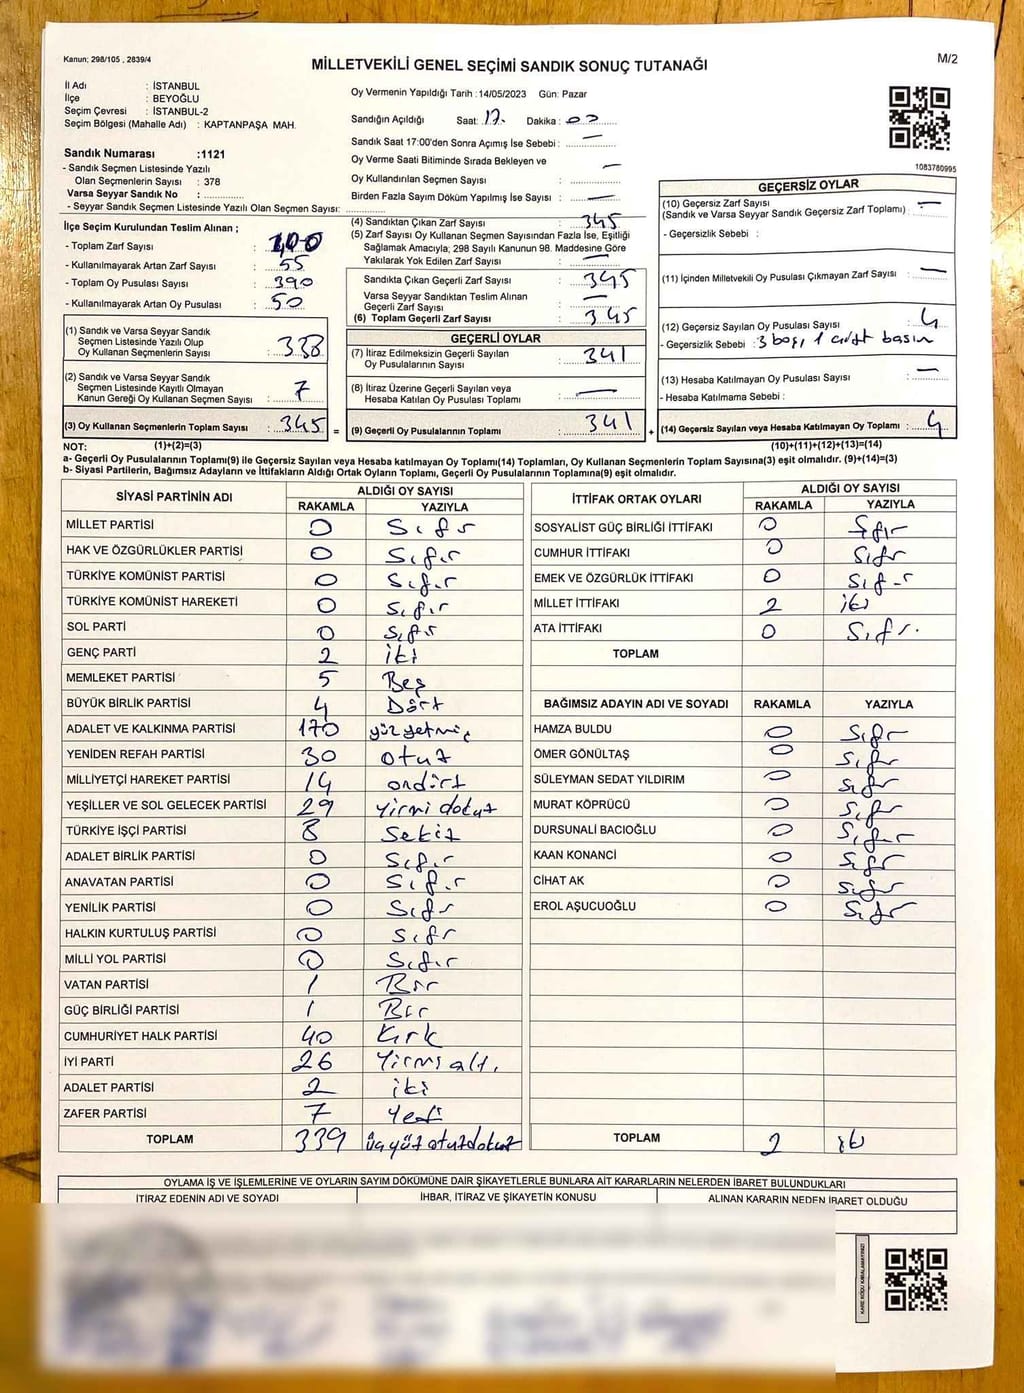 Kanun; 298/105 , 2839/4
M/2
MİLLETVEKİLİ GENEL SEÇİMİ SANDIK SONUÇ TUTANAĞI
İl Adı : İSTANBUL
İlçe : BEYOĞLU
Seçim Çevresi : İSTANBUL-2
Seçim Bölgesi (Mahalle Adı) : KAPTANPAŞA MAH.
Sandık Numarası :1121
- Sandık Seçmen Listesinde Yazılı
Olan Seçmenlerin Sayısı : 378
Varsa Seyyar Sandık No :
- Seyyar Sandık Seçmen Listesinde Yazılı Olan Seçmen Sayısı:
İlçe Seçim Kurulundan Teslim Alınan ;
- Toplam Zarf Sayısı : 400
- Kullanılmayarak Artan Zarf Sayısı : 55
- Toplam Oy Pusulası Sayısı : 390
- Kullanılmayarak Artan Oy Pusulası : 50
(1) Sandık ve Varsa Seyyar Sandık
Seçmen Listesinde Yazılı Olup
Oy Kullanan Seçmenlerin Sayısı : 338
(2) Sandık ve Varsa Seyyar Sandık
Seçmen Listesinde Kayıtlı Olmayan
Kanun Gereği Oy Kullanan Seçmen Sayısı : 7
(3) Oy Kullanan Seçmenlerin Toplam Sayısı : 345 =
Oy Vermenin Yapıldığı Tarih :14/05/2023 Gün: Pazar
Sandığın Açıldığı Saat: 17. Dakika : 00
Sandık Saat 17:00'den Sonra Açımış İse Sebebi : —
Oy Verme Saati Bitiminde Sırada Bekleyen ve
Oy Kullandırılan Seçmen Sayısı : —
Birden Fazla Sayım Döküm Yapılmış İse Sayısı : —
(4) Sandıktan Çıkan Zarf Sayısı : 345
(5) Zarf Sayısı Oy Kullanan Seçmen Sayısından Fazla İse, Eşitliği
Sağlamak Amacıyla; 298 Sayılı Kanunun 98. Maddesine Göre
Yakılarak Yok Edilen Zarf Sayısı : —
Sandıkta Çıkan Geçerli Zarf Sayısı : 345
Varsa Seyyar Sandıktan Teslim Alınan
Geçerli Zarf Sayısı : —
(6) Toplam Geçerli Zarf Sayısı : 345
GEÇERLİ OYLAR
(7) İtiraz Edilmeksizin Geçerli Sayılan
Oy Pusulalarının Sayısı : 341
(8) İtiraz Üzerine Geçerli Sayılan veya
Hesaba Katılan Oy Pusulası Toplamı : —
(9) Geçerli Oy Pusulalarının Toplamı : 341 +
1083780995
GEÇERSİZ OYLAR
(10) Geçersiz Zarf Sayısı : —
(Sandık ve Varsa Seyyar Sandık Geçersiz Zarf Toplamı)
- Geçersizlik Sebebi :
(11) İçinden Milletvekili Oy Pusulası Çıkmayan Zarf Sayısı : —
(12) Geçersiz Sayılan Oy Pusulası Sayısı : 4
- Geçersizlik Sebebi : 3 boş, 1 basım
(13) Hesaba Katılmayan Oy Pusulası Sayısı : —
- Hesaba Katılmama Sebebi :
(14) Geçersiz Sayılan veya Hesaba Katılmayan Oy Toplamı : 4
NOT: (1)+(2)=(3) (10)+(11)+(12)+(13)=(14)
a- Geçerli Oy Pusulalarının Toplamı(9) ile Geçersiz Sayılan veya Hesaba katılmayan Oy Toplamı(14) Toplamları, Oy Kullanan Seçmenlerin Toplam Sayısına(3) eşit olmalıdır. (9)+(14)=(3)
b- Siyasi Partilerin, Bağımsız Adayların ve İttifakların Aldığı Ortak Oyların Toplamı, Geçerli Oy Pusulalarının Toplamına(9) eşit olmalıdır.
SİYASİ PARTİNİN ADI ALDIĞI OY SAYISI
RAKAMLA YAZIYLA
MİLLET PARTİSİ 0 Sıfır
HAK VE ÖZGÜRLÜKLER PARTİSİ 0 Sıfır
TÜRKİYE KOMÜNİST PARTİSİ 0 Sıfır
TÜRKİYE KOMÜNİST HAREKETİ 0 Sıfır
SOL PARTİ 0 Sıfır
GENÇ PARTİ 2 iki
MEMLEKET PARTİSİ 5 Beş
BÜYÜK BİRLİK PARTİSİ 4 Dört
ADALET VE KALKINMA PARTİSİ 170 yüzyetmiş
YENİDEN REFAH PARTİSİ 30 otuz
MİLLİYETÇİ HAREKET PARTİSİ 14 ondört
YEŞİLLER VE SOL GELECEK PARTİSİ 29 Yirmi dokuz
TÜRKİYE İŞÇİ PARTİSİ 8 Sekiz
ADALET BİRLİK PARTİSİ 0 Sıfır
ANAVATAN PARTİSİ 0 Sıfır
YENİLİK PARTİSİ 0 Sıfır
HALKIN KURTULUŞ PARTİSİ 0 Sıfır
MİLLİ YOL PARTİSİ 0 Sıfır
VATAN PARTİSİ 1 Bir
GÜÇ BİRLİĞİ PARTİSİ 1 Bir
CUMHURİYET HALK PARTİSİ 40 Kırk
İYİ PARTİ 26 Yirmi altı
ADALET PARTİSİ 2 iki
ZAFER PARTİSİ 7 Yedi
TOPLAM 339 üçyüz otuzdokuz
İTTİFAK ORTAK OYLARI ALDIĞI OY SAYISI
RAKAMLA YAZIYLA
SOSYALİST GÜÇ BİRLİĞİ İTTİFAKI 0 Sıfır
CUMHUR İTTİFAKI 0 Sıfır
EMEK VE ÖZGÜRLÜK İTTİFAKI 0 Sıfır
MİLLET İTTİFAKI 2 iki
ATA İTTİFAKI 0 Sıfır.
TOPLAM
BAĞIMSIZ ADAYIN ADI VE SOYADI RAKAMLA YAZIYLA
HAMZA BULDU 0 Sıfır
ÖMER GÖNÜLTAŞ 0 Sıfır
SÜLEYMAN SEDAT YILDIRIM 0 Sıfır
MURAT KÖPRÜCÜ 0 Sıfır
DURSUNALİ BACIOĞLU 0 Sıfır
KAAN KONANCİ 0 Sıfır
CİHAT AK 0 Sıfır
EROL AŞUCUOĞLU 0 Sıfır
TOPLAM 2 iki
OYLAMA İŞ VE İŞLEMLERİNE VE OYLARIN SAYIM DÖKÜMÜNE DAİR ŞİKAYETLERLE BUNLARA AİT KARARLARIN NELERDEN İBARET BULUNDUKLARI
İTİRAZ EDENİN ADI VE SOYADI İHBAR, İTİRAZ VE ŞİKAYETİN KONUSU ALINAN KARARIN NEDEN İBARET OLDUĞU
KARE KODU KARALAMAYINIZ!